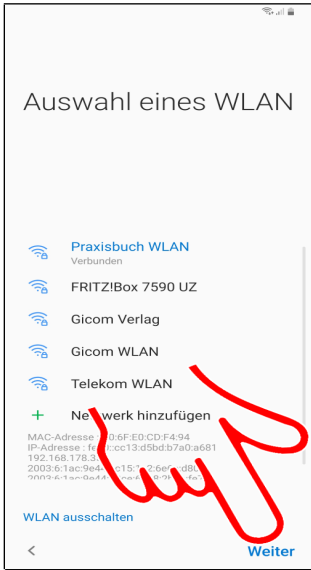 Auswahl eines WLAN
Praxisbuch WLAN
Verbunden
FRITZ!Box 7590 UZ
Gicom Verlag
Gicom WLAN
Telekom WLAN
+ Netzwerk hinzufügen
MAC-Adresse
IP-Adresse
192.168.178.3
WLAN ausschalten
< Weiter